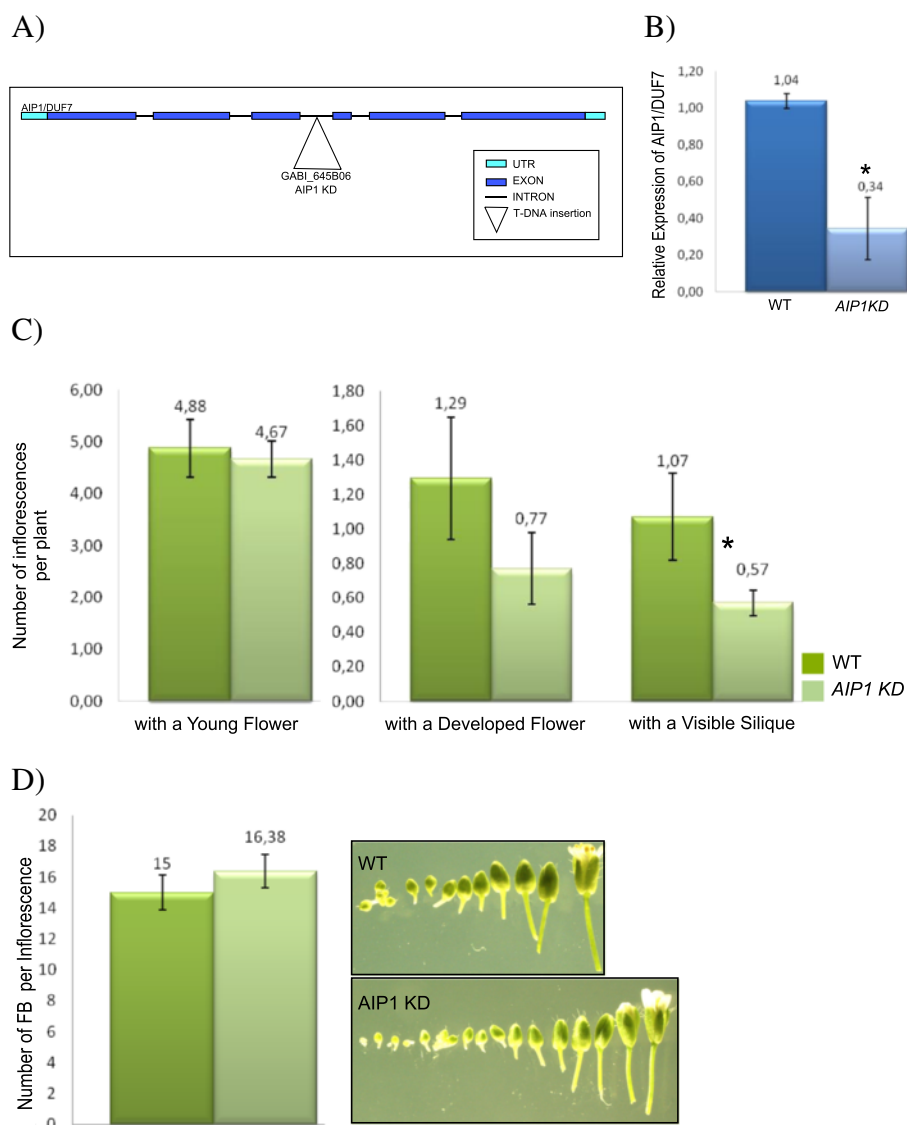 A)
AIP1/DUF7
GABI_645B06
AIP1 KD
UTR
EXON
INTRON
T-DNA insertion
B)
Relative Expression of AIP1/DUF7
1,20
1,00
0,80
0,60
0,40
0,20
0,00
1,04
*
0,34
WT
AIP1KD
C)
Number of inflorescences
per plant
6,00
5,00
4,00
3,00
2,00
1,00
0,00
4,88
4,67
with a Young Flower
1,80
1,60
1,40
1,20
1,00
0,80
0,60
0,40
0,20
0,00
1,29
0,77
with a Developed Flower
1,07
*
0,57
with a Visible Silique
WT
AIP1 KD
D)
Number of FB per Inflorescence
20
18
16
14
12
10
8
6
4
2
0
15
16,38
WT
AIP1 KD